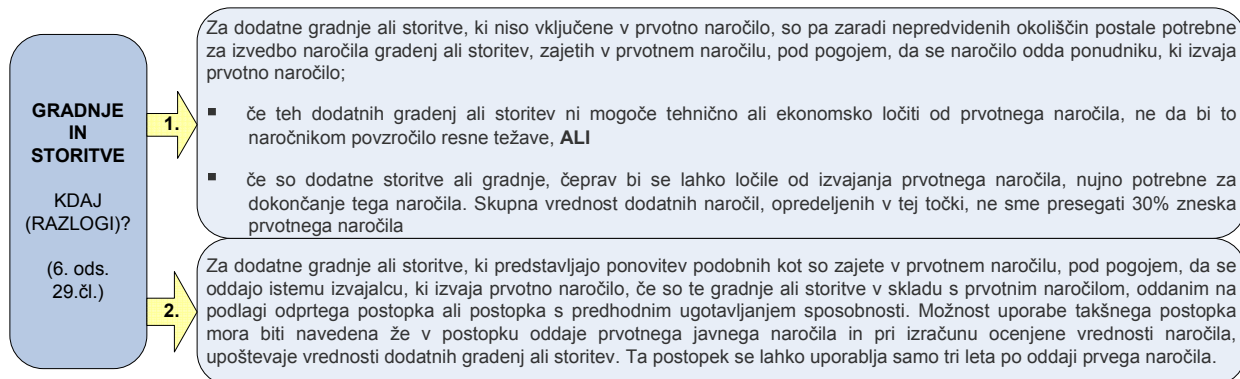 GRADNJE
IN
STORITVE
KDAJ
(RAZLOGI)?
(6. ods.
29.čl.)
1.
Za dodatne gradnje ali storitve, ki niso vključene v prvotno naročilo, so pa zaradi nepredvidenih okoliščin postale potrebne
za izvedbo naročila gradenj ali storitev, zajetih v prvotnem naročilu, pod pogojem, da se naročilo odda ponudniku, ki izvaja
prvotno naročilo;
▪ če teh dodatnih gradenj ali storitev ni mogoče tehnično ali ekonomsko ločiti od prvotnega naročila, ne da bi to
naročnikom povzročilo resne težave, ALI
▪ če so dodatne storitve ali gradnje, čeprav bi se lahko ločile od izvajanja prvotnega naročila, nujno potrebne za
dokončanje tega naročila. Skupna vrednost dodatnih naročil, opredeljenih v tej točki, ne sme presegati 30% zneska
prvotnega naročila
2.
Za dodatne gradnje ali storitve, ki predstavljajo ponovitev podobnih kot so zajete v prvotnem naročilu, pod pogojem, da se
oddajo istemu izvajalcu, ki izvaja prvotno naročilo, če so te gradnje ali storitve v skladu s prvotnim naročilom, oddanim na
podlagi odprtega postopka ali postopka s predhodnim ugotavljanjem sposobnosti. Možnost uporabe takšnega postopka
mora biti navedena že v postopku oddaje prvotnega javnega naročila in pri izračunu ocenjene vrednosti naročila,
upoštevaje vrednosti dodatnih gradenj ali storitev. Ta postopek se lahko uporablja samo tri leta po oddaji prvega naročila.